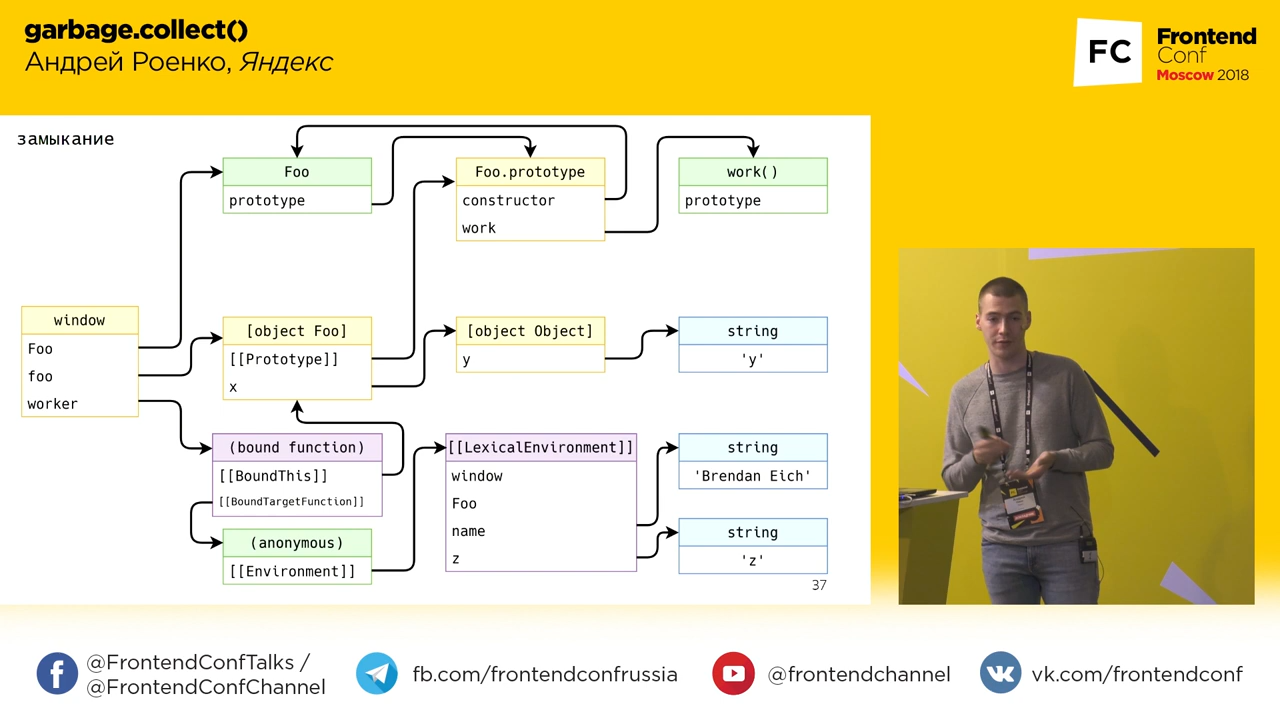 garbage.collect()
Андрей Роенко, Яндекс
FC
Frontend
Conf
Moscow 2018
замыкание
Foo
prototype
Foo.prototype
constructor
work
work()
prototype
window
Foo
foo
worker
[object Foo]
[[Prototype]]
x
[object Object]
y
string
'y'
(bound function)
[[BoundThis]]
[[BoundTargetFunction]]
(anonymous)
[[Environment]]
[[LexicalEnvironment]]
window
Foo
name
z
string
'Brendan Eich'
string
'z'
37
@FrontendConfTalks /
@FrontendConfChannel
fb.com/frontendconfrussia
@frontendchannel
vk.com/frontendconf